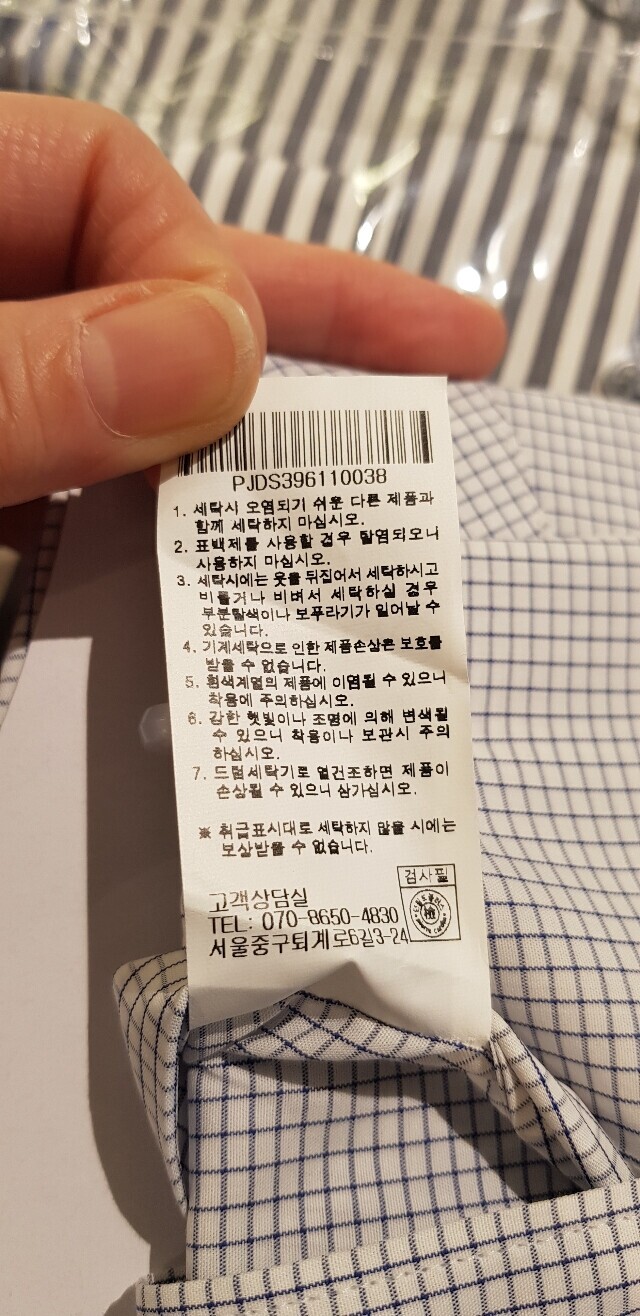 PJDS396110038
1. 세탁시 오염되기 쉬운 다른 제품과
함께 세탁하지 마십시오.
2. 표백제를 사용할 경우 탈염되오니
사용하지 마십시오.
3. 세탁시에는 옷을 뒤집어서 세탁하시고
비틀거나 비벼서 세탁하실 경우
부분탈색이나 보푸라기가 일어날 수
있습니다.
4. 기계세탁으로 인한 제품손상은 보호를
받을 수 없습니다.
5. 흰색계열의 제품에 이염될 수 있으니
착용에 주의하십시오.
6. 강한 햇빛이나 조명에 의해 변색될
수 있으니 착용이나 보관시 주의
하십시오.
7. 드럼세탁기로 열건조하면 제품이
손상될 수 있으니 삼가십시오.
※ 취급표시대로 세탁하지 않을 시에는
보상받을 수 없습니다.
검사필
고객상담실
TEL: 070-8650-4830
서울중구퇴계로6길3-24